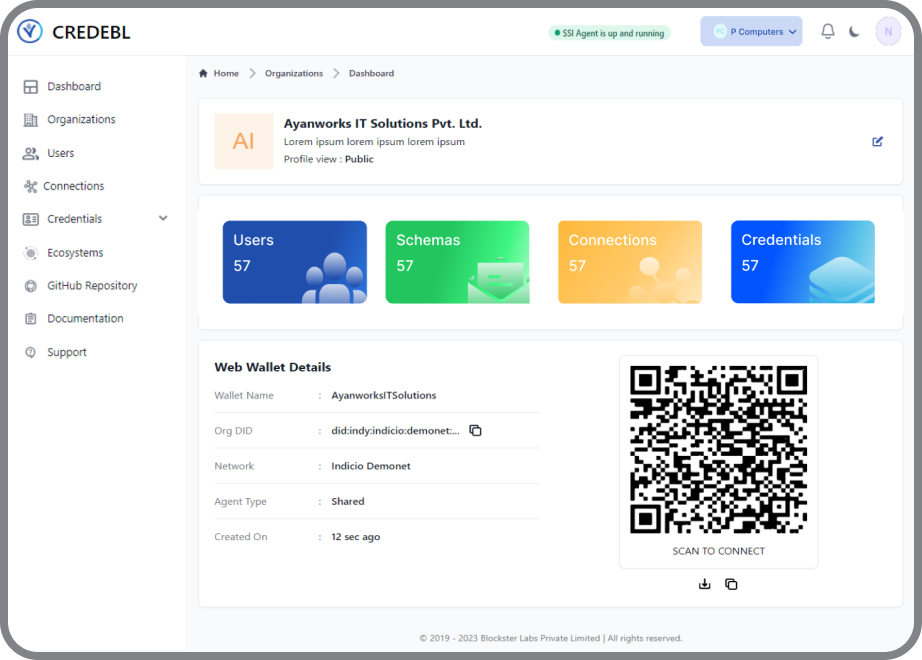 CREDEBL
SSI Agent is up and running
PC P Computers
N
Dashboard
Organizations
Users
Connections
Credentials
Ecosystems
GitHub Repository
Documentation
Support
Home > Organizations > Dashboard
AI
Ayanworks IT Solutions Pvt. Ltd.
Lorem ipsum lorem ipsum lorem ipsum
Profile view : Public
Users
57
Schemas
57
Connections
57
Credentials
57
Web Wallet Details
Wallet Name : AyanworksITSolutions
Org DID : did:indy:indicio:demonet:...
Network : Indicio Demonet
Agent Type : Shared
Created On : 12 sec ago
SCAN TO CONNECT
© 2019 - 2023 Blockster Labs Private Limited | All rights reserved.